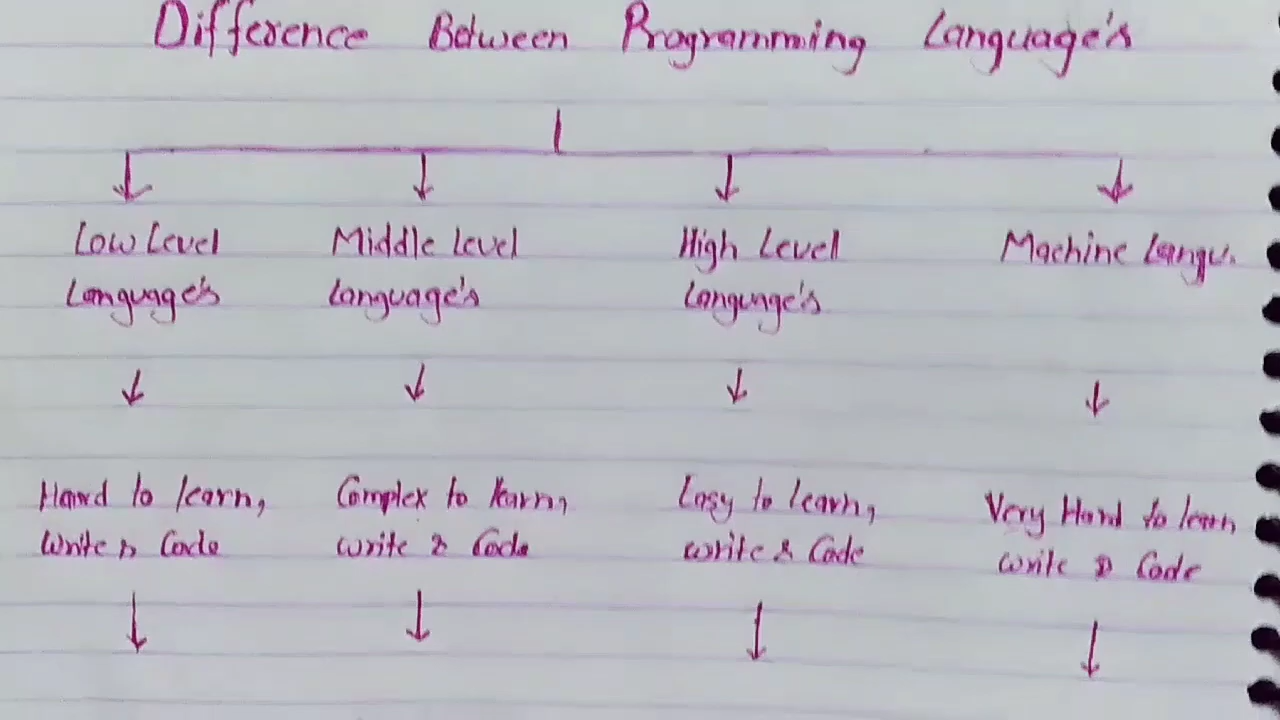 Difference Between Programming Language's
Low Level
Language's
Middle Level
Language's
High Level
Language's
Machine Langu.
Hard to learn,
write & Code
Complex to learn,
write & Code
Easy to learn,
write & Code
Very Hard to learn,
write & Code